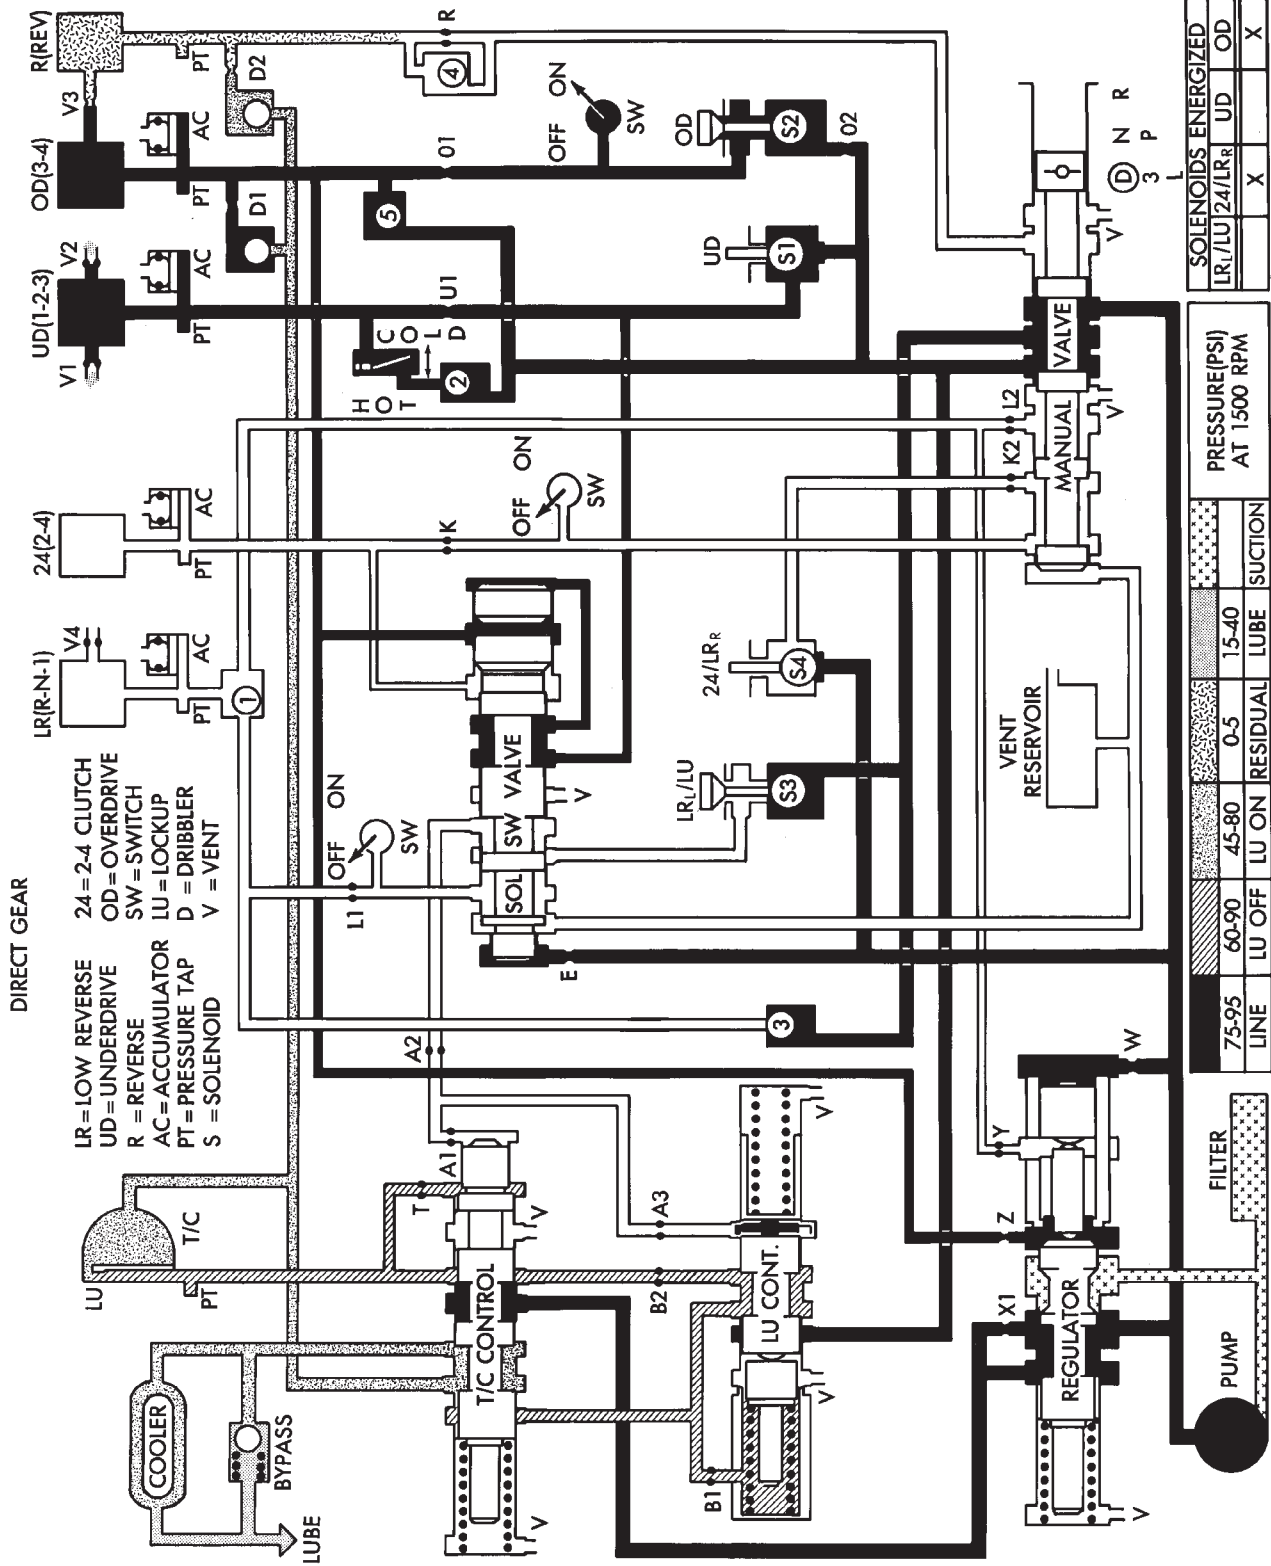 DIRECT GEAR
LR = LOW REVERSE
UD = UNDERDRIVE
R = REVERSE
AC = ACCUMULATOR
PT = PRESSURE TAP
S = SOLENOID
24 = 2-4 CLUTCH
OD = OVERDRIVE
SW = SWITCH
LU = LOCKUP
D = DRIBBLER
V = VENT
LR(R-N-1)
V4
AC
PT
1
24(2-4)
AC
PT
UD(1-2-3)
V1
V2
AC
PT
OD(3-4)
V3
AC
PT
D1
R(REV)
PT
D2
COOLER
BYPASS
LUBE
LU
T/C
PT
T
A1
A2
V
T/C CONTROL
V
B2
A3
LU CONT.
V
V
B1
L1
OFF
ON
SW
E
SOL
SW
VALVE
V
K
OFF
ON
SW
HOT
COLD
2
U1
5
O1
OFF
ON
SW
4
R
3
LRL/LU
S3
24/LRR
S4
UD
S1
OD
S2
O2
VENT
RESERVOIR
K2
L2
MANUAL
VALVE
V
V
D N R
3 P
L
X1
Z
Y
W
REGULATOR
V
PUMP
FILTER
75-95 60-90 45-80 0-5 15-40
LINE LU OFF LU ON RESIDUAL LUBE SUCTION
PRESSURE(PSI)
AT 1500 RPM
SOLENOIDS ENERGIZED
LRL/LU 24/LRR UD OD
X X